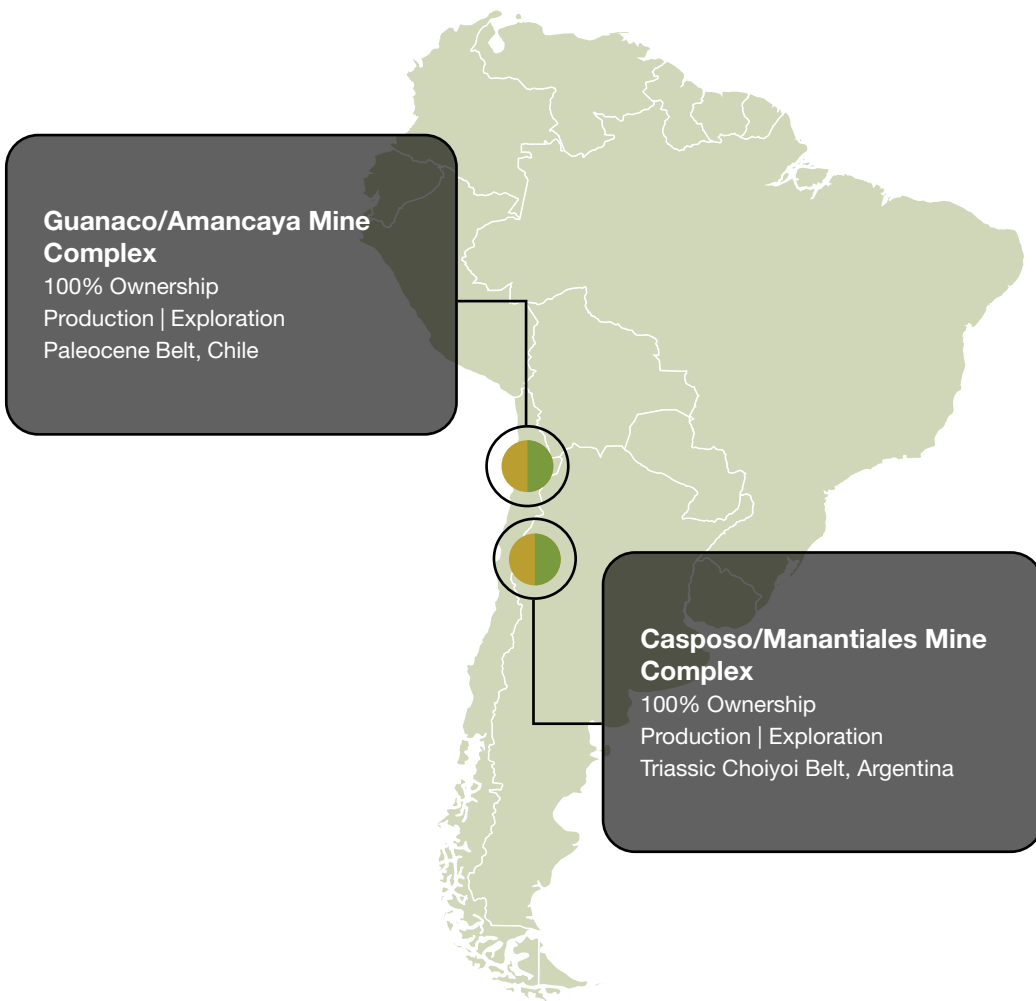 Guanaco/Amancaya Mine
Complex
100% Ownership
Production | Exploration
Paleocene Belt, Chile
Casposo/Manantiales Mine
Complex
100% Ownership
Production | Exploration
Triassic Choiyoi Belt, Argentina